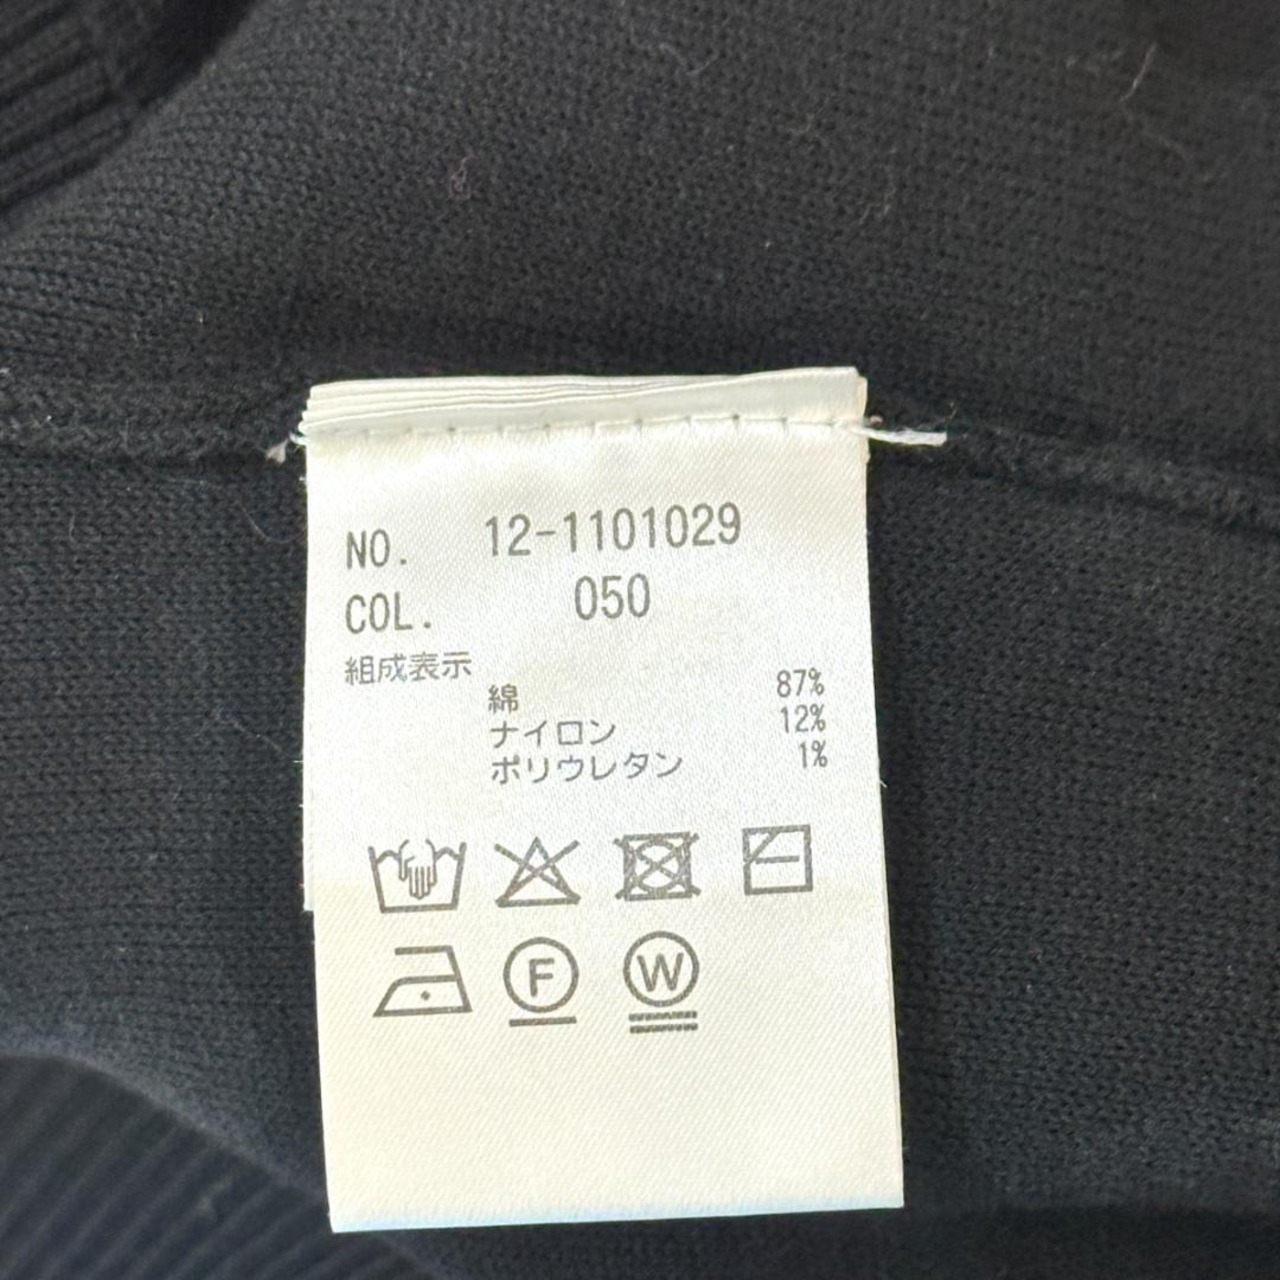 NO. 12-1101029
COL. 050
組成表示
綿 87%
ナイロン 12%
ポリウレタン 1%
F W